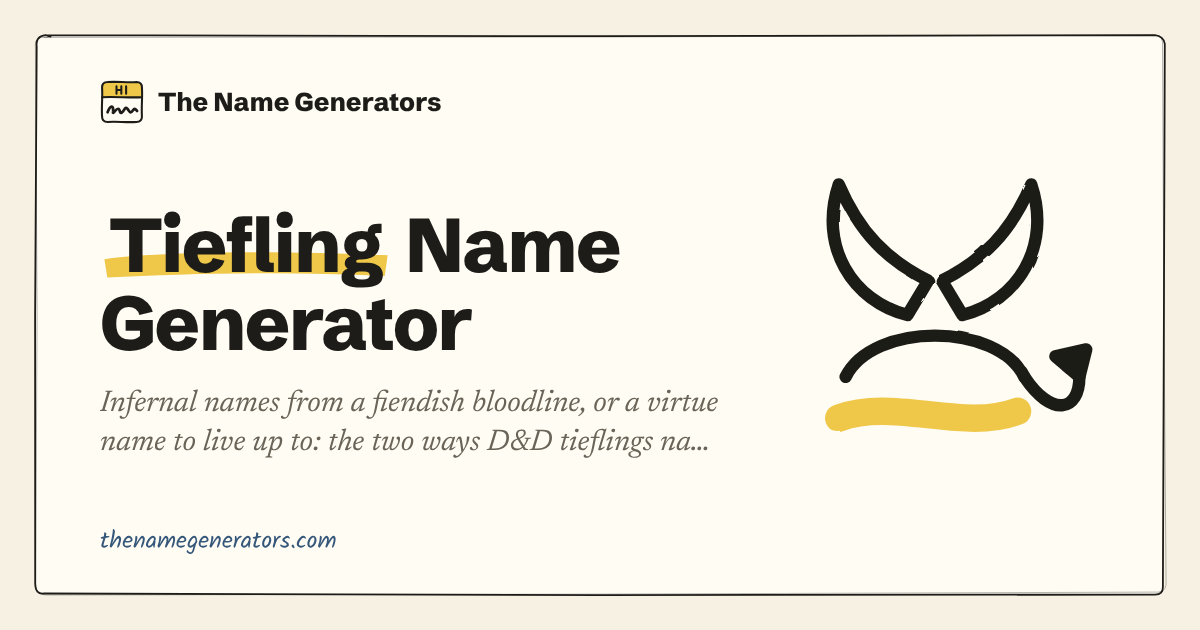 HI
The Name Generators
Tiefling Name
Generator
Infernal names from a fiendish bloodline, or a virtue
name to live up to: the two ways D&D tieflings na...
thenamegenerators.com